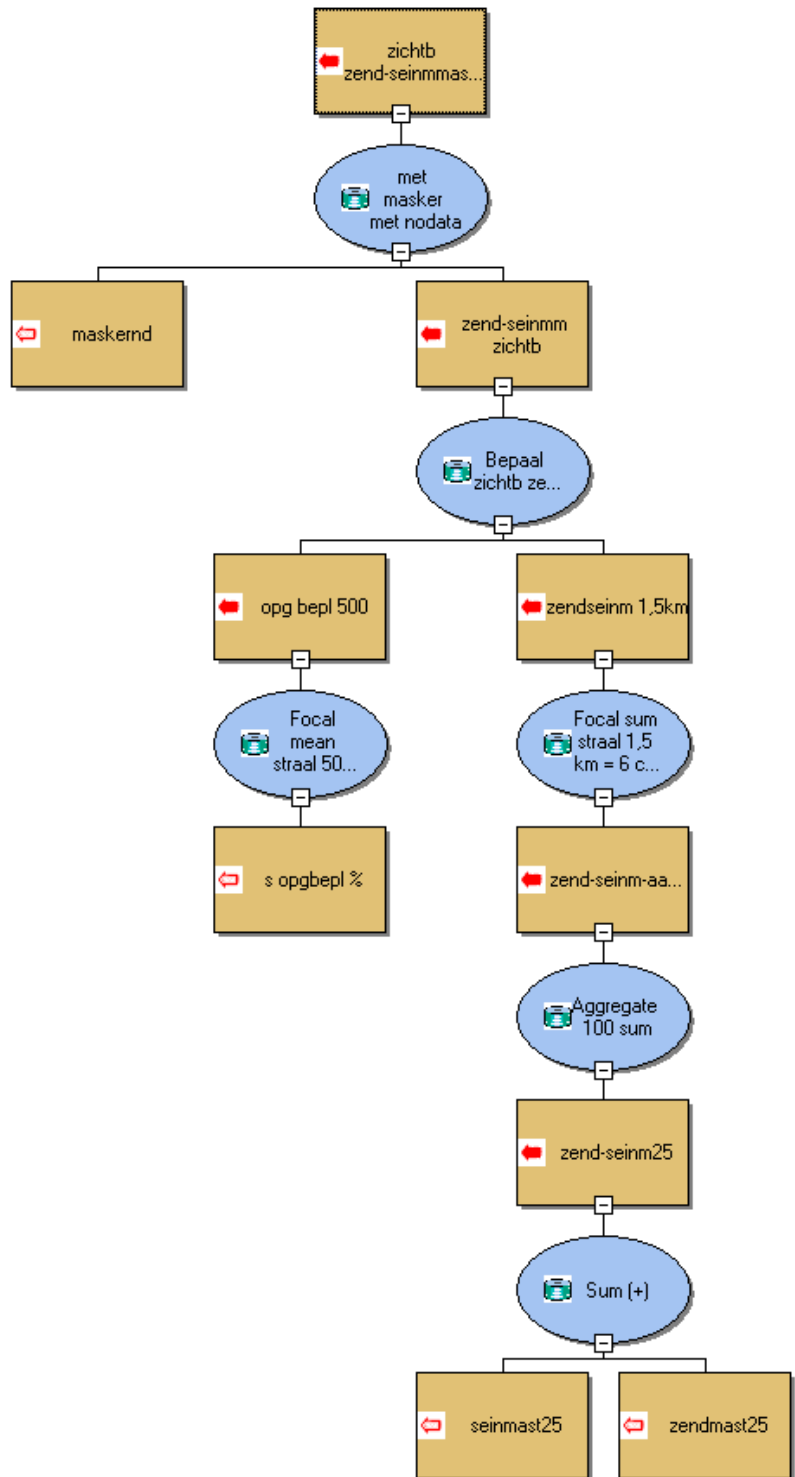 zichtb
zend-seinmmas...
met
masker
met nodata
maskernd
zend-seinmm
zichtb
Bepaal
zichtb ze...
opg bepl 500
zendseinm 1,5km
Focal
mean
straal 50...
Focal sum
straal 1,5
km = 6 c...
s opgbepl %
zend-seinm-aa...
Aggregate
100 sum
zend-seinm25
Sum (+)
seinmast25
zendmast25